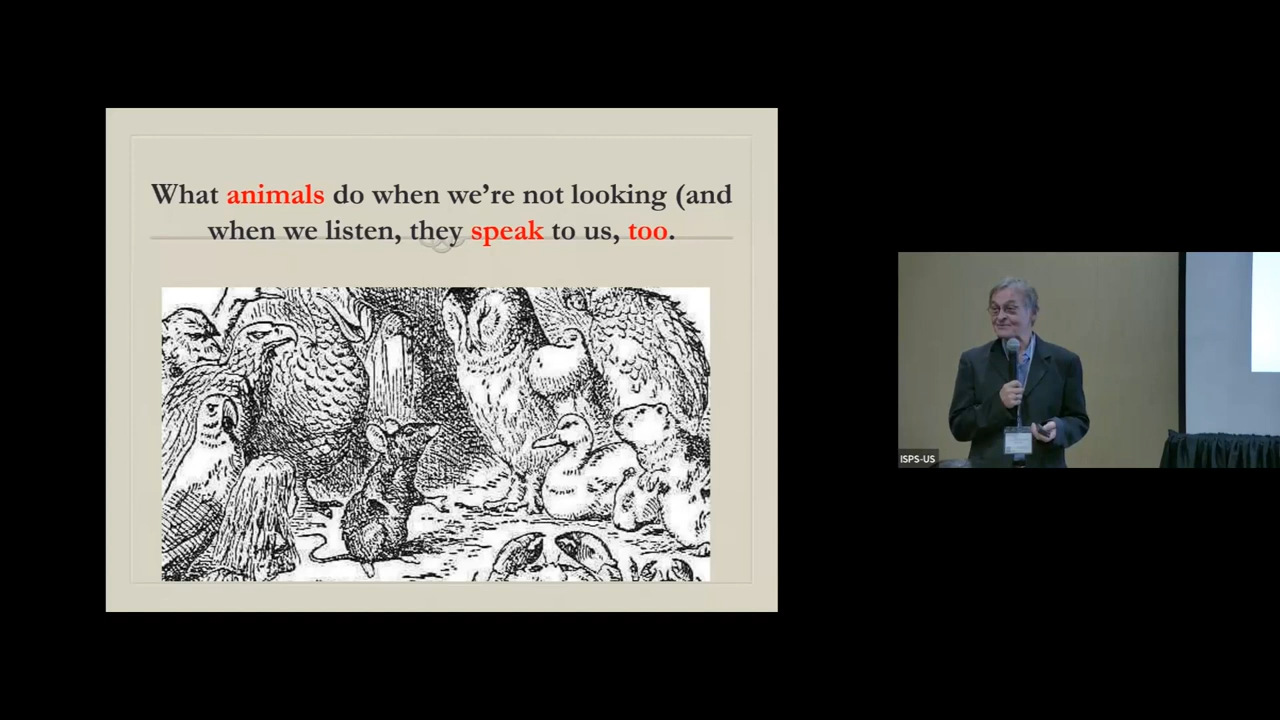 What animals do when we’re not looking (and
when we listen, they speak to us, too.
ISPS-US